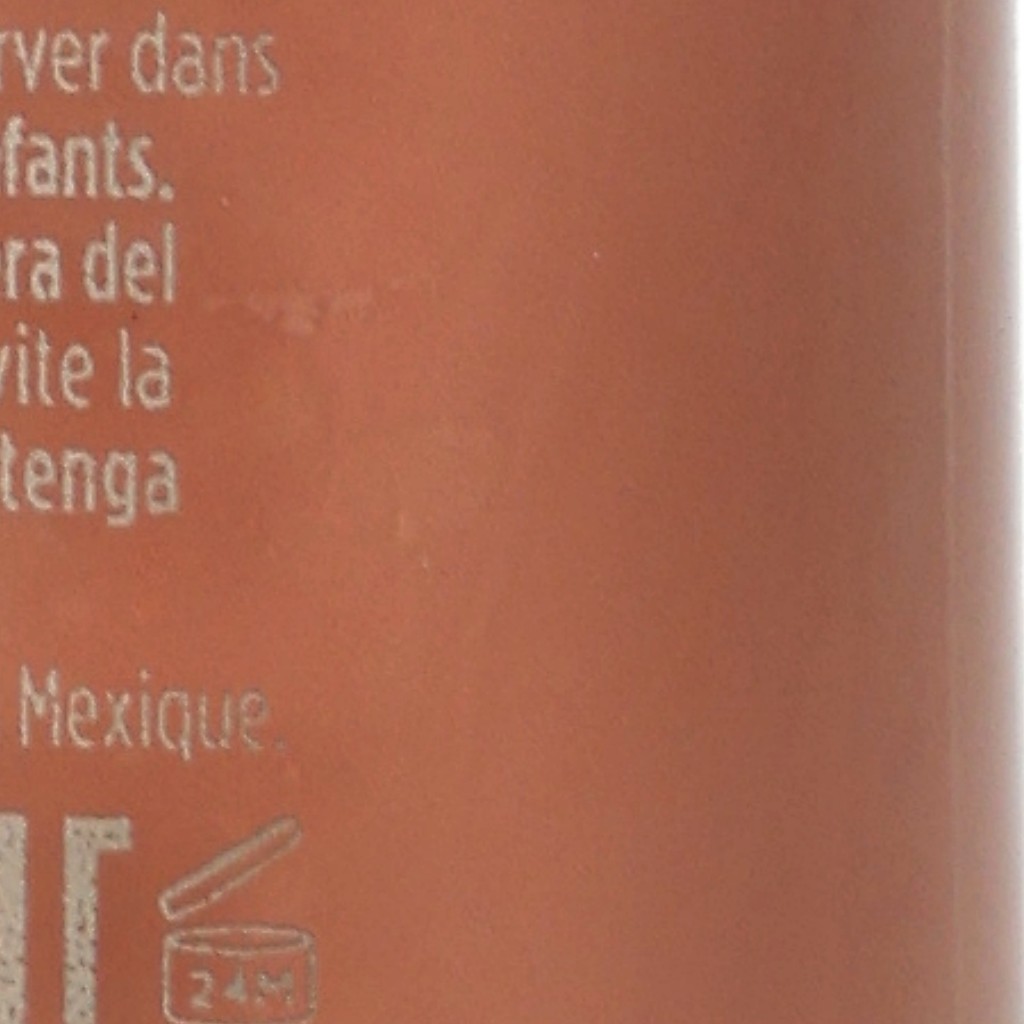 rver dans
fants.
ra del
vite la
tenga
Mexique.
24M